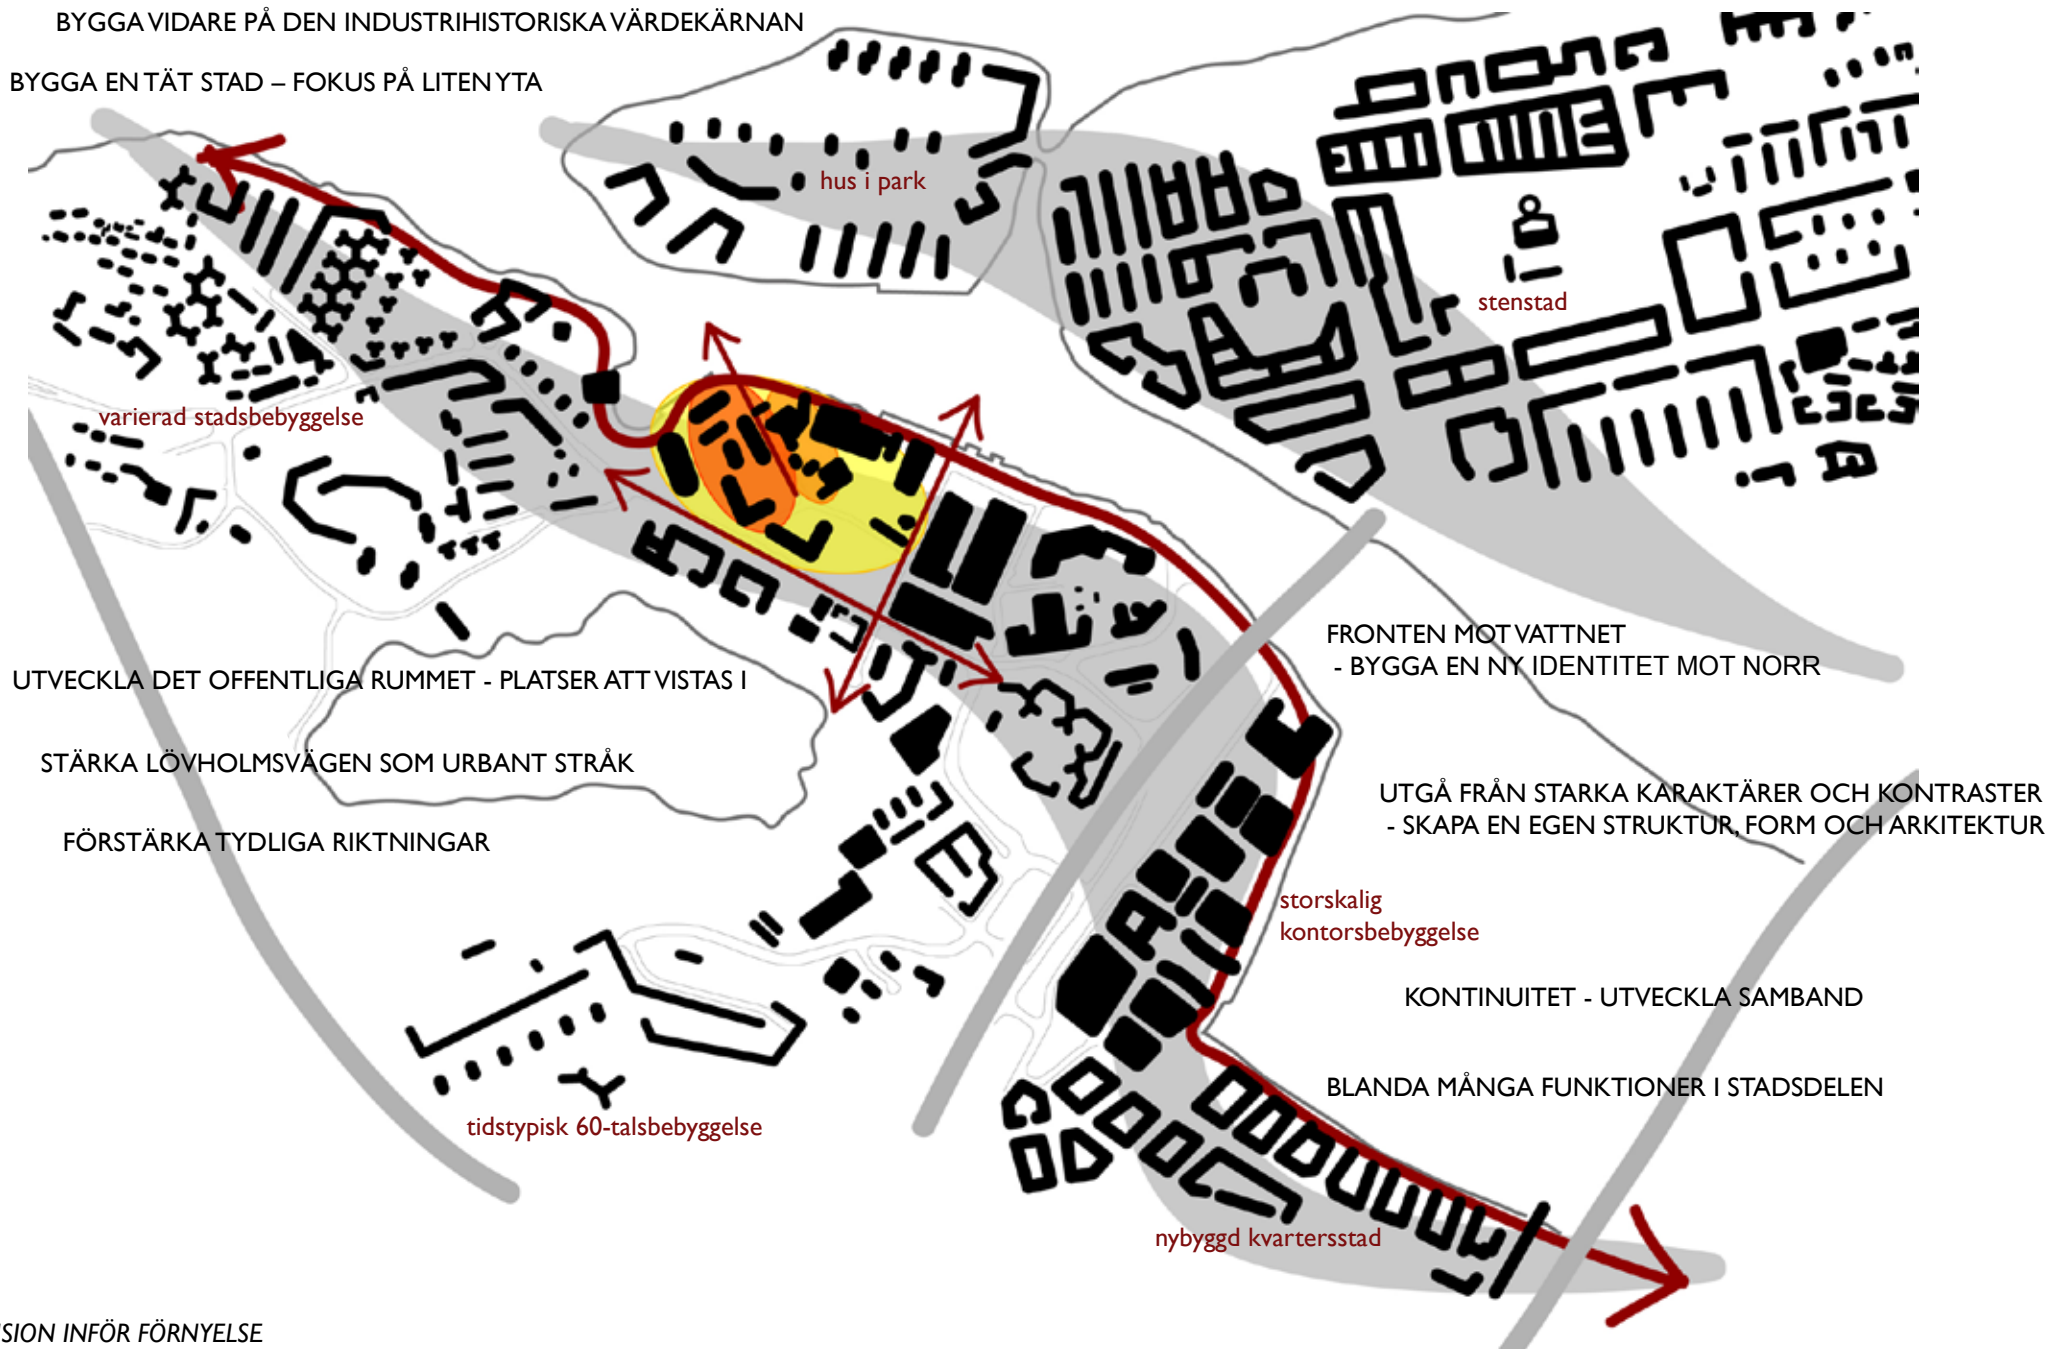 BYGGA VIDARE PÅ DEN INDUSTRIHISTORISKA VÄRDEKÄRNAN
BYGGA EN TÄT STAD – FOKUS PÅ LITEN YTA
hus i park
stenstad
varierad stadsbebyggelse
FRONTEN MOT VATTNET
- BYGGA EN NY IDENTITET MOT NORR
UTVECKLA DET OFFENTLIGA RUMMET - PLATSER ATT VISTAS I
STÄRKA LÖVHOLMSVÄGEN SOM URBANT STRÅK
UTGÅ FRÅN STARKA KARAKTÄRER OCH KONTRASTER
- SKAPA EN EGEN STRUKTUR, FORM OCH ARKITEKTUR
FÖRSTÄRKA TYDLIGA RIKTNINGAR
storskalig
kontorsbebyggelse
KONTINUITET - UTVECKLA SAMBAND
BLANDA MÅNGA FUNKTIONER I STADSDELEN
tidstypisk 60-talsbebyggelse
nybyggd kvartersstad
SION INFÖR FÖRNYELSE